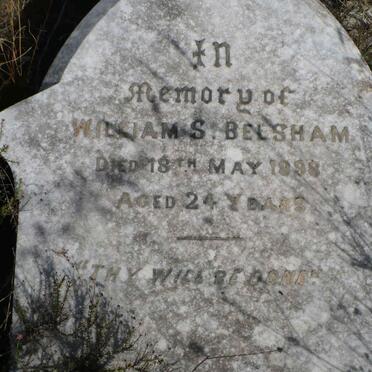 In
Memory of
WILLIAM S. BELSHAM
DIED 18TH MAY 1898
AGED 24 YEARS
"THY WILL BE DONE"